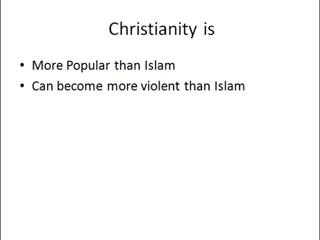 Christianity is
• More Popular than Islam
• Can become more violent than Islam